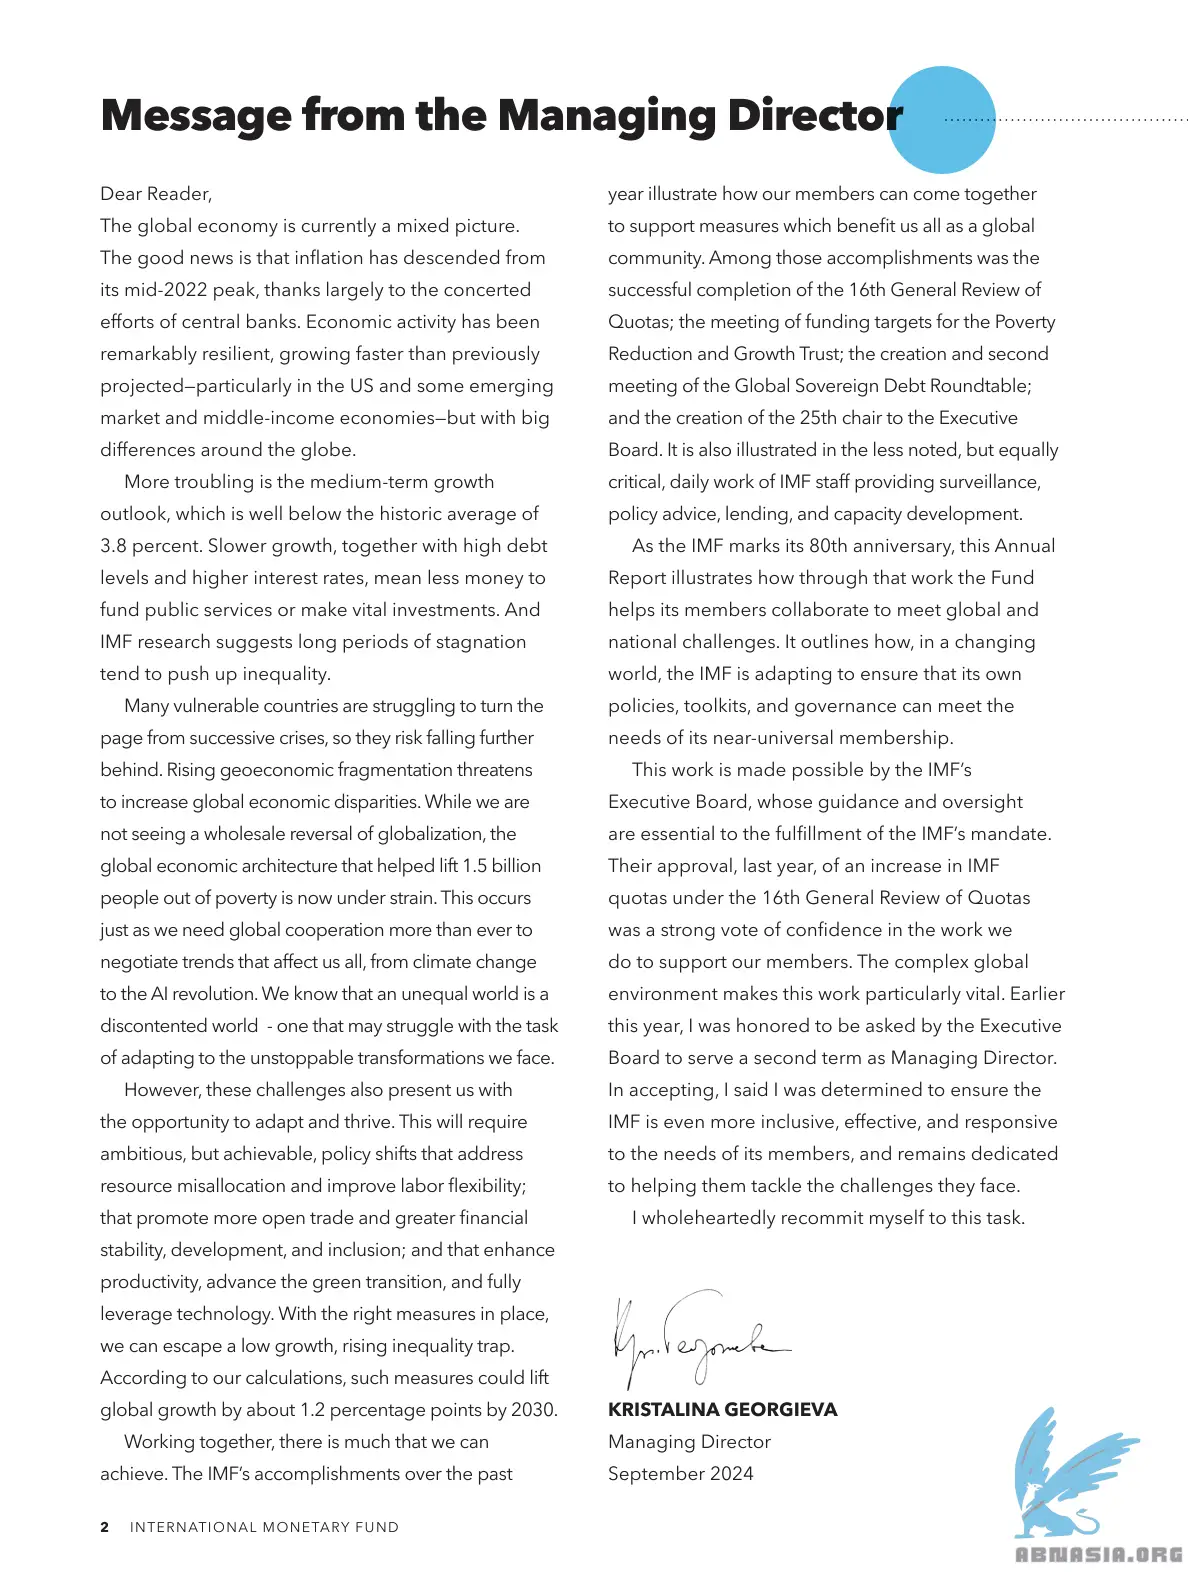 Message from the Managing Director
Dear Reader,
The global economy is currently a mixed picture.
The good news is that inflation has descended from
its mid-2022 peak, thanks largely to the concerted
efforts of central banks. Economic activity has been
remarkably resilient, growing faster than previously
projected—particularly in the US and some emerging
market and middle-income economies—but with big
differences around the globe.
More troubling is the medium-term growth
outlook, which is well below the historic average of
3.8 percent. Slower growth, together with high debt
levels and higher interest rates, mean less money to
fund public services or make vital investments. And
IMF research suggests long periods of stagnation
tend to push up inequality.
Many vulnerable countries are struggling to turn the
page from successive crises, so they risk falling further
behind. Rising geoeconomic fragmentation threatens
to increase global economic disparities. While we are
not seeing a wholesale reversal of globalization, the
global economic architecture that helped lift 1.5 billion
people out of poverty is now under strain. This occurs
just as we need global cooperation more than ever to
negotiate trends that affect us all, from climate change
to the AI revolution. We know that an unequal world is a
discontented world  - one that may struggle with the task
of adapting to the unstoppable transformations we face.
However, these challenges also present us with
the opportunity to adapt and thrive. This will require
ambitious, but achievable, policy shifts that address
resource misallocation and improve labor flexibility;
that promote more open trade and greater financial
stability, development, and inclusion; and that enhance
productivity, advance the green transition, and fully
leverage technology. With the right measures in place,
we can escape a low growth, rising inequality trap.
According to our calculations, such measures could lift
global growth by about 1.2 percentage points by 2030.
Working together, there is much that we can
achieve. The IMF's accomplishments over the past
year illustrate how our members can come together
to support measures which benefit us all as a global
community. Among those accomplishments was the
successful completion of the 16th General Review of
Quotas; the meeting of funding targets for the Poverty
Reduction and Growth Trust; the creation and second
meeting of the Global Sovereign Debt Roundtable;
and the creation of the 25th chair to the Executive
Board. It is also illustrated in the less noted, but equally
critical, daily work of IMF staff providing surveillance,
policy advice, lending, and capacity development.
As the IMF marks its 80th anniversary, this Annual
Report illustrates how through that work the Fund
helps its members collaborate to meet global and
national challenges. It outlines how, in a changing
world, the IMF is adapting to ensure that its own
policies, toolkits, and governance can meet the
needs of its near-universal membership.
This work is made possible by the IMF's
Executive Board, whose guidance and oversight
are essential to the fulfillment of the IMF's mandate.
Their approval, last year, of an increase in IMF
quotas under the 16th General Review of Quotas
was a strong vote of confidence in the work we
do to support our members. The complex global
environment makes this work particularly vital. Earlier
this year, I was honored to be asked by the Executive
Board to serve a second term as Managing Director.
In accepting, I said I was determined to ensure the
IMF is even more inclusive, effective, and responsive
to the needs of its members, and remains dedicated
to helping them tackle the challenges they face.
I wholeheartedly recommit myself to this task.
KRISTALINA GEORGIEVA
Managing Director
September 2024
2 INTERNATIONAL MONETARY FUND
ABNASIA.ORG